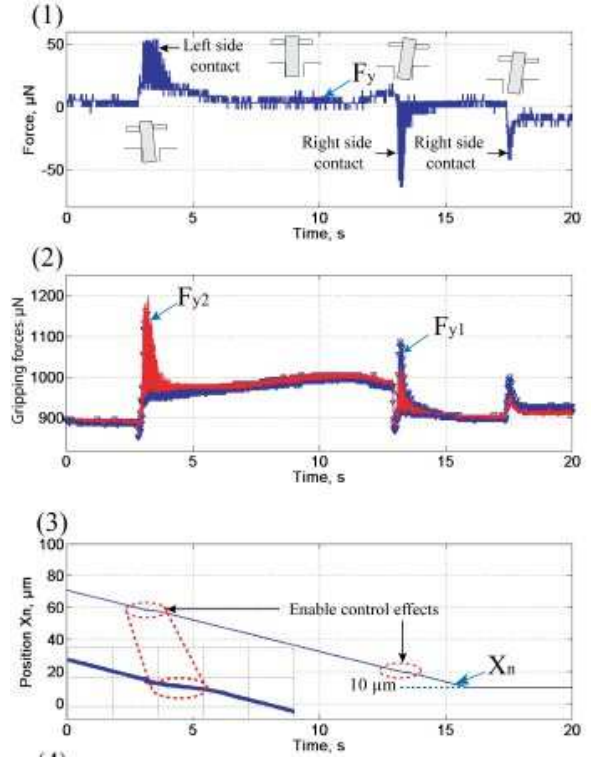 (1)
50
0
-50
Force, µN
Left side
contact
Fy
Right side
contact
Right side
contact
0 5 10 15 20
Time, s
(2)
1200
1100
1000
900
Gripping forces µN
Fy2
Fy1
0 5 10 15 20
Time, s
(3)
100
80
60
40
20
0
Position Xn, µm
Enable control effects
10 µm
Xn
0 5 10 15 20
Time, s
(4)